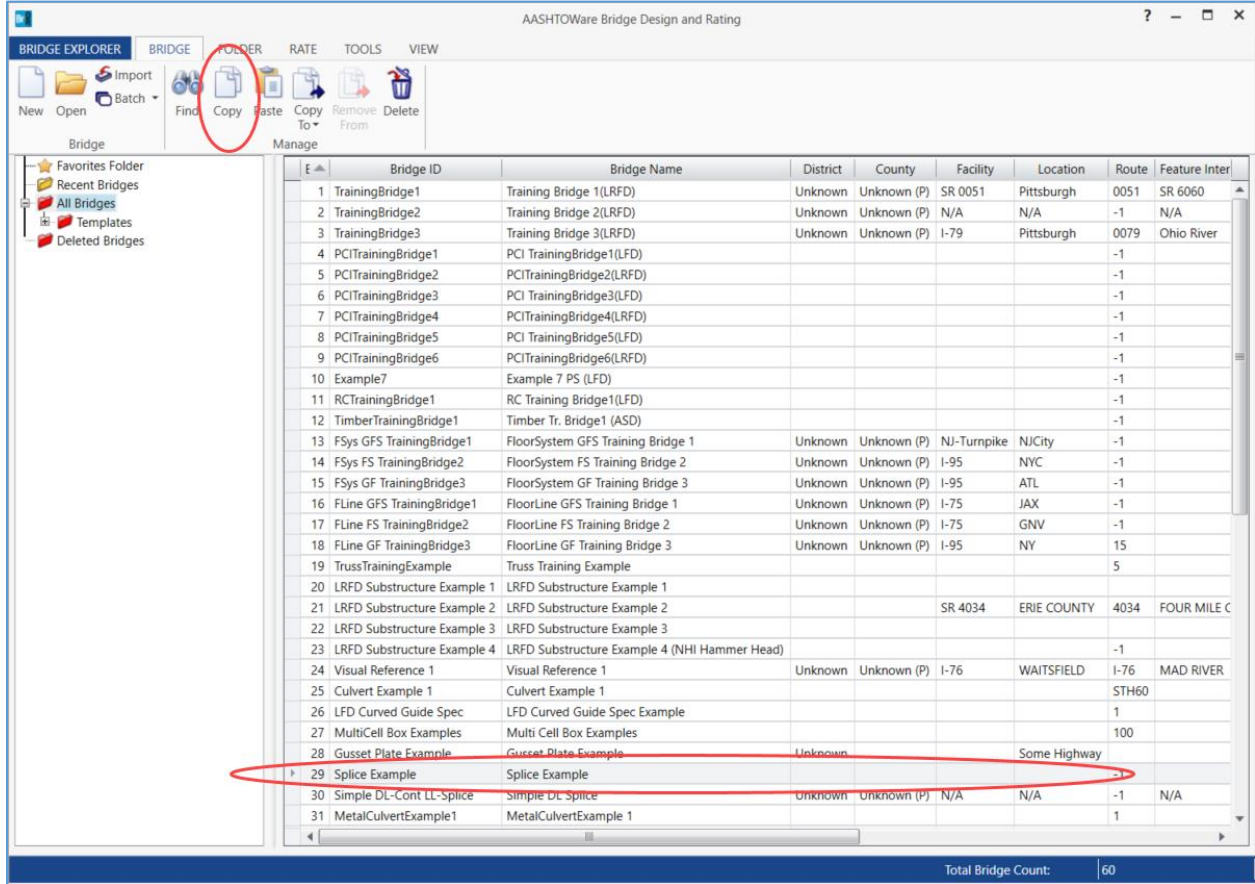 Br AASHTOWare Bridge Design and Rating ?
BRIDGE EXPLORER BRIDGE FOLDER RATE TOOLS VIEW
New Open Import Batch Find Copy Paste Copy To Remove From Delete
Bridge Manage
Favorites Folder
Recent Bridges
All Bridges
Templates
Deleted Bridges
Bridge ID Bridge Name District County Facility Location Route Feature Inter
1 TrainingBridge1 Training Bridge 1(LRFD) Unknown Unknown (P) SR 0051 Pittsburgh 0051 SR 6060
2 TrainingBridge2 Training Bridge 2(LRFD) Unknown Unknown (P) N/A N/A -1 N/A
3 TrainingBridge3 Training Bridge 3(LRFD) Unknown Unknown (P) I-79 Pittsburgh 0079 Ohio River
4 PCITrainingBridge1 PCI TrainingBridge1(LFD) -1
5 PCITrainingBridge2 PCITrainingBridge2(LRFD) -1
6 PCITrainingBridge3 PCI TrainingBridge3(LFD) -1
7 PCITrainingBridge4 PCITrainingBridge4(LRFD) -1
8 PCITrainingBridge5 PCI TrainingBridge5(LFD) -1
9 PCITrainingBridge6 PCITrainingBridge6(LRFD) -1
10 Example7 Example 7 PS (LFD) -1
11 RCTrainingBridge1 RC Training Bridge1(LFD) -1
12 TimberTrainingBridge1 Timber Tr. Bridge1 (ASD) -1
13 FSys GFS TrainingBridge1 FloorSystem GFS Training Bridge 1 Unknown Unknown (P) NJ-Turnpike NJCity -1
14 FSys FS TrainingBridge2 FloorSystem FS Training Bridge 2 Unknown Unknown (P) I-95 NYC -1
15 FSys GF TrainingBridge3 FloorSystem GF Training Bridge 3 Unknown Unknown (P) I-95 ATL -1
16 FLine GFS TrainingBridge1 FloorLine GFS Training Bridge 1 Unknown Unknown (P) I-75 JAX -1
17 FLine FS TrainingBridge2 FloorLine FS Training Bridge 2 Unknown Unknown (P) I-75 GNV -1
18 FLine GF TrainingBridge3 FloorLine GF Training Bridge 3 Unknown Unknown (P) I-95 NY 15
19 TrussTrainingExample Truss Training Example 5
20 LRFD Substructure Example 1 LRFD Substructure Example 1
21 LRFD Substructure Example 2 LRFD Substructure Example 2 SR 4034 ERIE COUNTY 4034 FOUR MILE C
22 LRFD Substructure Example 3 LRFD Substructure Example 3
23 LRFD Substructure Example 4 LRFD Substructure Example 4 (NHI Hammer Head) -1
24 Visual Reference 1 Visual Reference 1 Unknown Unknown (P) I-76 WAITSFIELD I-76 MAD RIVER
25 Culvert Example 1 Culvert Example 1 STH60
26 LFD Curved Guide Spec LFD Curved Guide Spec Example 1
27 MultiCell Box Examples Multi Cell Box Examples 100
28 Gusset Plate Example Gusset Plate Example Unknown Some Highway
29 Splice Example Splice Example -1
30 Simple DL-Cont LL-Splice Simple DL Splice Unknown Unknown (P) N/A N/A -1 N/A
31 MetalCulvertExample1 MetalCulvertExample 1 1
Total Bridge Count: 60